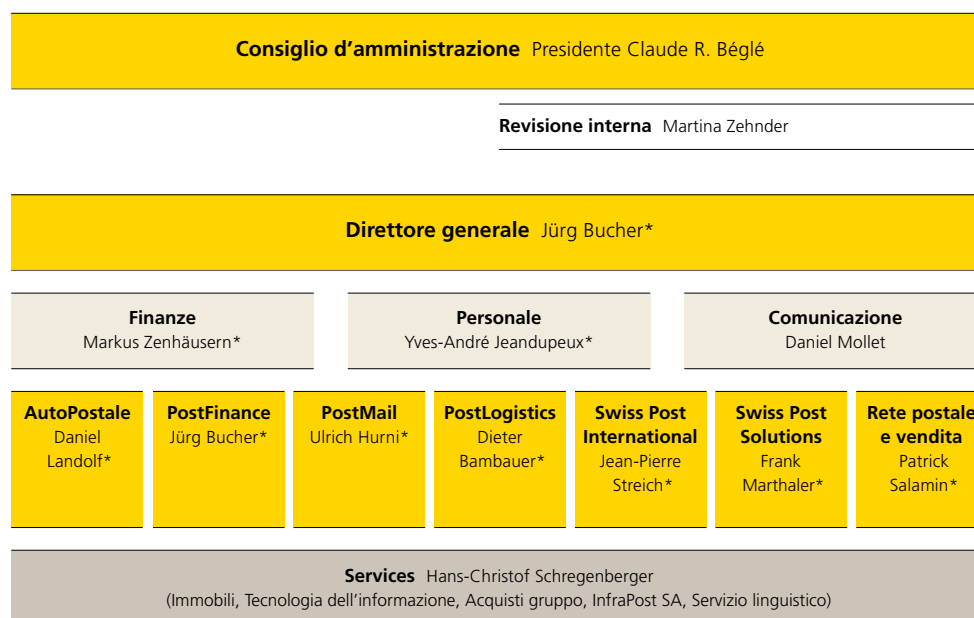 Consiglio d’amministrazione Presidente Claude R. Béglé
Revisione interna Martina Zehnder
Direttore generale Jürg Bucher*
Finanze
Markus Zenhäusern*
Personale
Yves-André Jeandupeux*
Comunicazione
Daniel Mollet
AutoPostale
Daniel
Landolf*
PostFinance
Jürg Bucher*
PostMail
Ulrich Hurni*
PostLogistics
Dieter
Bambauer*
Swiss Post
International
Jean-Pierre
Streich*
Swiss Post
Solutions
Frank
Marthaler*
Rete postale
e vendita
Patrick
Salamin*
Services Hans-Christof Schregenberger
(Immobili, Tecnologia dell’informazione, Acquisti gruppo, InfraPost SA, Servizio linguistico)